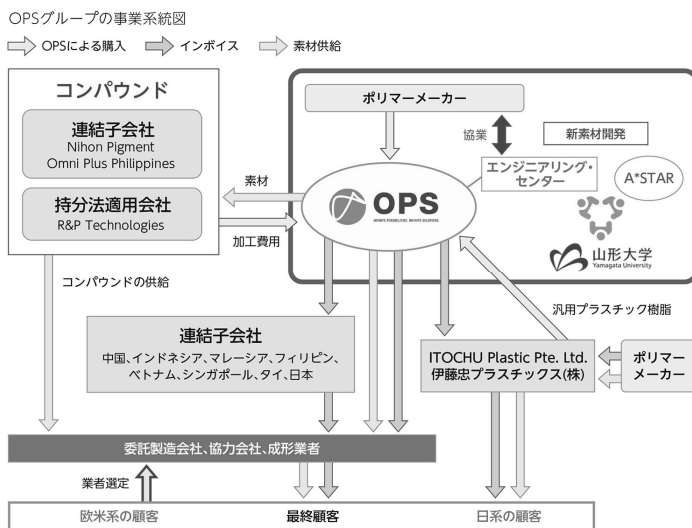 OPSグループの事業系統図
OPSによる購入
インボイス
素材供給
コンパウンド
連結子会社
Nihon Pigment
Omni Plus Philippines
持分法適用会社
R&P Technologies
素材
加工費用
コンパウンドの供給
ポリマーメーカー
協業
新素材開発
エンジニアリング・
センター
A*STAR
OPS
INFINITE POSSIBILITIES, INFINITE SOLUTIONS
山形大学
Yamagata University
汎用プラスチック樹脂
連結子会社
中国、インドネシア、マレーシア、フィリピン、
ベトナム、シンガポール、タイ、日本
ITOCHU Plastic Pte. Ltd.
伊藤忠プラスチックス(株)
ポリマー
メーカー
委託製造会社、協力会社、成形業者
業者選定
欧米系の顧客
最終顧客
日系の顧客